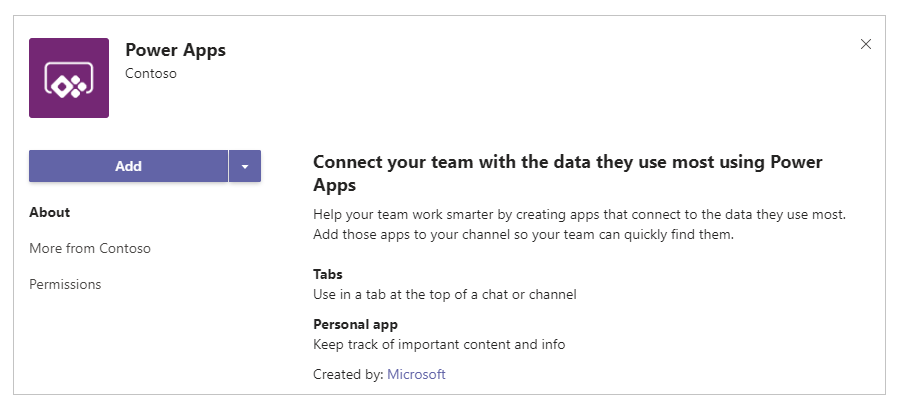 Power Apps
Contoso
Add
About
More from Contoso
Permissions
Connect your team with the data they use most using Power
Apps
Help your team work smarter by creating apps that connect to the data they use most.
Add those apps to your channel so your team can quickly find them.
Tabs
Use in a tab at the top of a chat or channel
Personal app
Keep track of important content and info
Created by: Microsoft